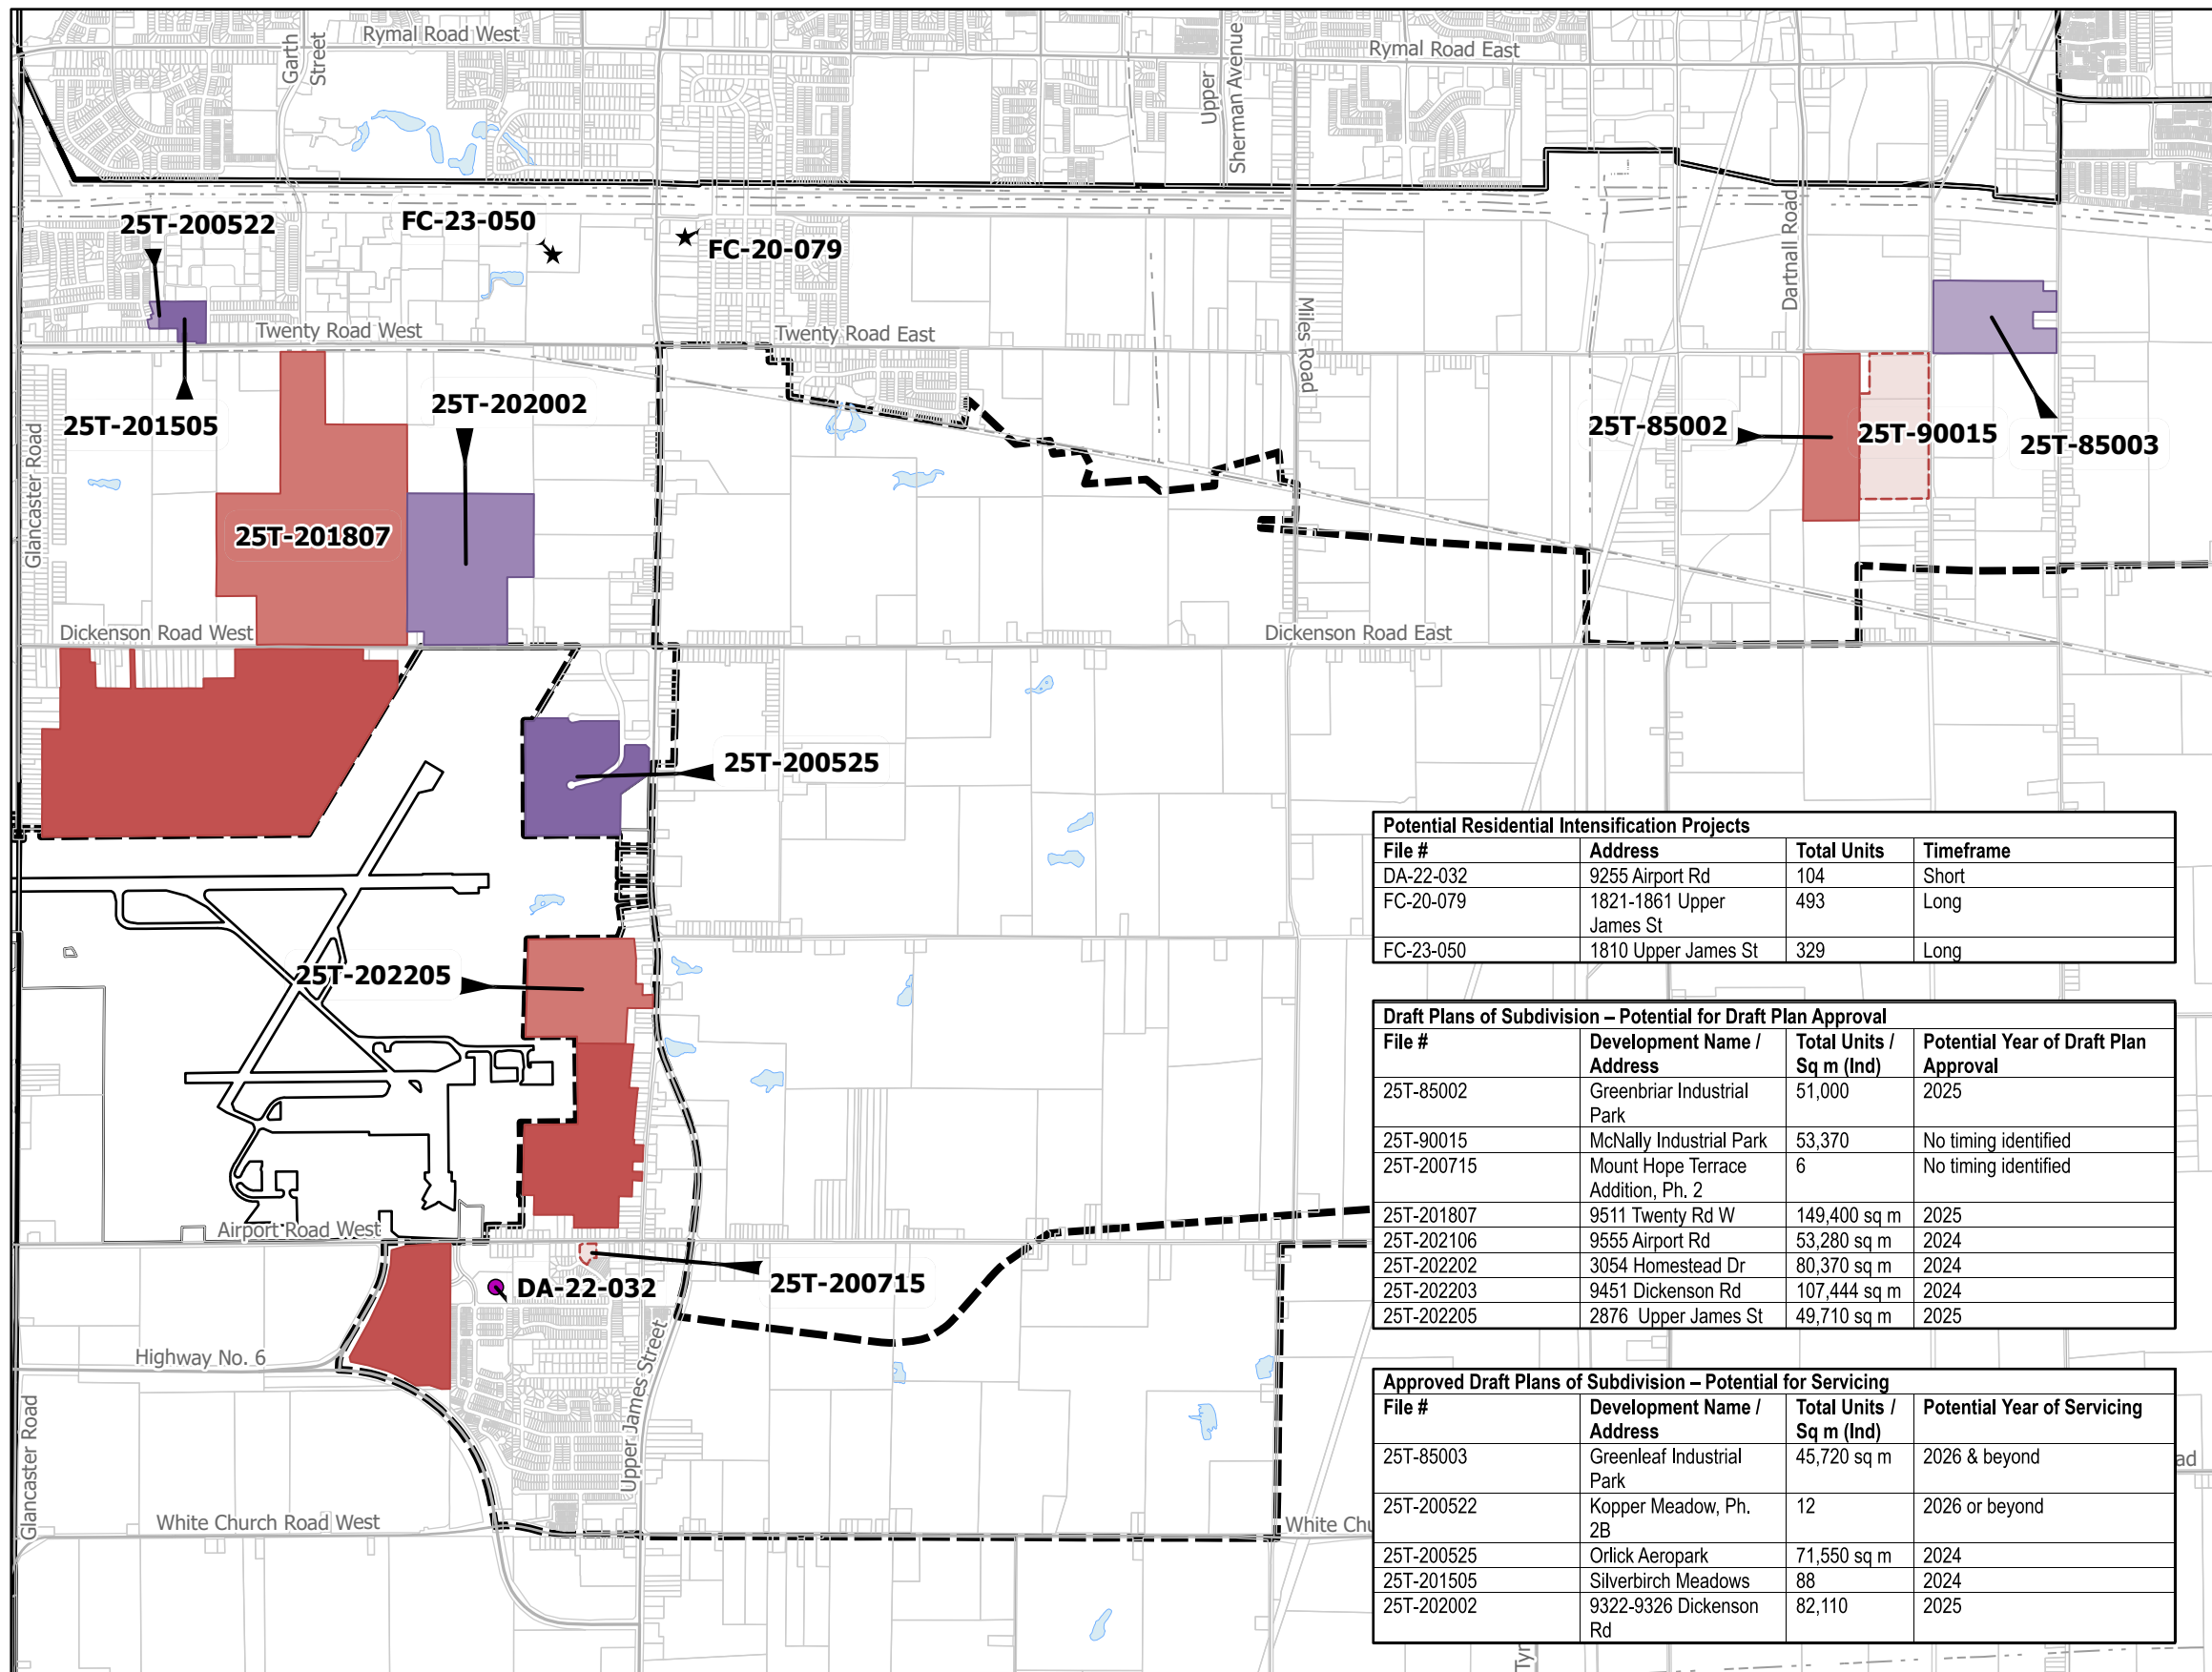 Rymal Road West
Garth
Street
Upper
Sherman Avenue
Rymal Road East
25T-200522
FC-23-050
FC-20-079
Dartnall Road
Miles Road
Twenty Road West
Twenty Road East
25T-201505
25T-202002
Glancaster Road
25T-85002
25T-90015
25T-85003
25T-201807
Dickenson Road West
Dickenson Road East
25T-200525
25T-202205
Airport Road West
DA-22-032
25T-200715
Highway No. 6
Upper James Street
Glancaster Road
White Church Road West
White Chu
Tyr
ad
Potential Residential Intensification Projects
File # Address Total Units Timeframe
DA-22-032 9255 Airport Rd 104 Short
FC-20-079 1821-1861 Upper 493 Long
James St
FC-23-050 1810 Upper James St 329 Long
Draft Plans of Subdivision – Potential for Draft Plan Approval
File # Development Name / Total Units / Potential Year of Draft Plan
Address Sq m (Ind) Approval
25T-85002 Greenbriar Industrial 51,000 2025
Park
25T-90015 McNally Industrial Park 53,370 No timing identified
25T-200715 Mount Hope Terrace 6 No timing identified
Addition, Ph. 2
25T-201807 9511 Twenty Rd W 149,400 sq m 2025
25T-202106 9555 Airport Rd 53,280 sq m 2024
25T-202202 3054 Homestead Dr 80,370 sq m 2024
25T-202203 9451 Dickenson Rd 107,444 sq m 2024
25T-202205 2876 Upper James St 49,710 sq m 2025
Approved Draft Plans of Subdivision – Potential for Servicing
File # Development Name / Total Units / Potential Year of Servicing
Address Sq m (Ind)
25T-85003 Greenleaf Industrial 45,720 sq m 2026 & beyond
Park
25T-200522 Kopper Meadow, Ph. 12 2026 or beyond
2B
25T-200525 Orlick Aeropark 71,550 sq m 2024
25T-201505 Silverbirch Meadows 88 2024
25T-202002 9322-9326 Dickenson 82,110 2025
Rd